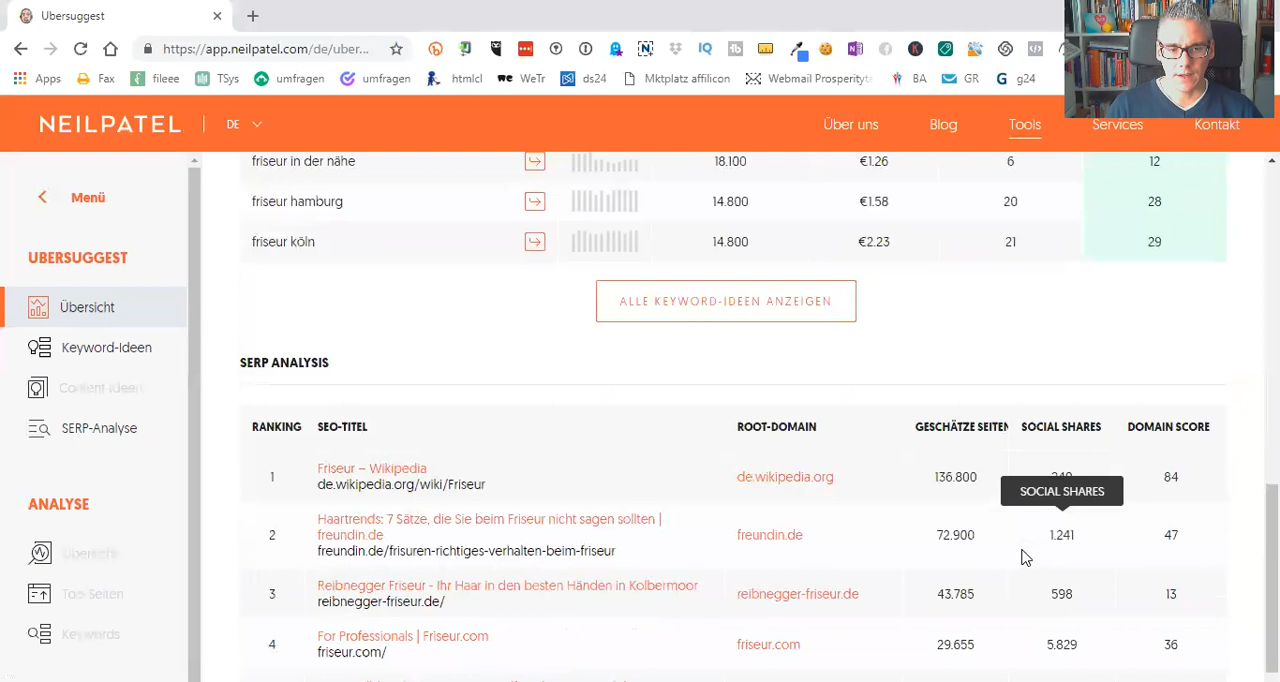 Ubersuggest
https://app.neilpatel.com/de/uber...
Apps Fax fileee TSys umfragen umfragen htmlcl WeTr ds24 Mktplatz affilicon Webmail Prosperityte BA GR g24
NEILPATEL DE Über uns Blog Tools Services Kontakt
Menü
UBERSUGGEST
Übersicht
Keyword-Ideen
Content-Ideen
SERP-Analyse
ANALYSE
Übersicht
Top Seiten
Keywords
friseur in der nähe 18.100 €1.26 6 12
friseur hamburg 14.800 €1.58 20 28
friseur köln 14.800 €2.23 21 29
ALLE KEYWORD-IDEEN ANZEIGEN
SERP ANALYSIS
RANKING SEO-TITEL ROOT-DOMAIN GESCHÄTZE SEITEN SOCIAL SHARES DOMAIN SCORE
1 Friseur – Wikipedia de.wikipedia.org 136.800 84
de.wikipedia.org/wiki/Friseur
SOCIAL SHARES
Haartrends: 7 Sätze, die Sie beim Friseur nicht sagen sollten |
2 freundin.de freundin.de 72.900 1.241 47
freundin.de/frisuren-richtiges-verhalten-beim-friseur
3 Reibnegger Friseur - Ihr Haar in den besten Händen in Kolbermoor reibnegger-friseur.de 43.785 598 13
reibnegger-friseur.de/
4 For Professionals | Friseur.com friseur.com 29.655 5.829 36
friseur.com/